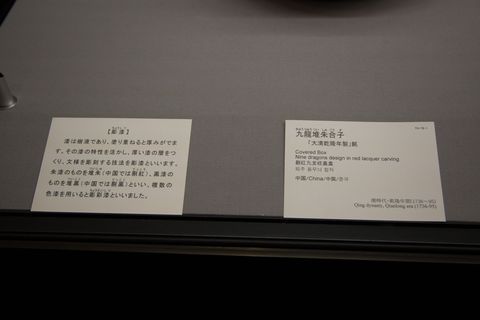 【彫漆】
漆は樹液であり、塗り重ねると厚みがでま
す。その漆の特性を活かし、厚い漆の層をつ
くり、文様を彫刻する技法を彫漆といいます。
朱漆のものを堆朱（中国では剔紅）、黒漆の
ものを堆黒（中国では剔黒）といい、複数の
色漆を用いると彫彩漆といいました。
九龍堆朱合子
「大清乾隆年製」銘
Covered Box
Nine dragons design in red lacquer carving
剔紅九龙纹盖盒
中国/China/中国/중국
清時代・乾隆年間(1736～95)
Qing dynasty, Qianlong era (1736-95)